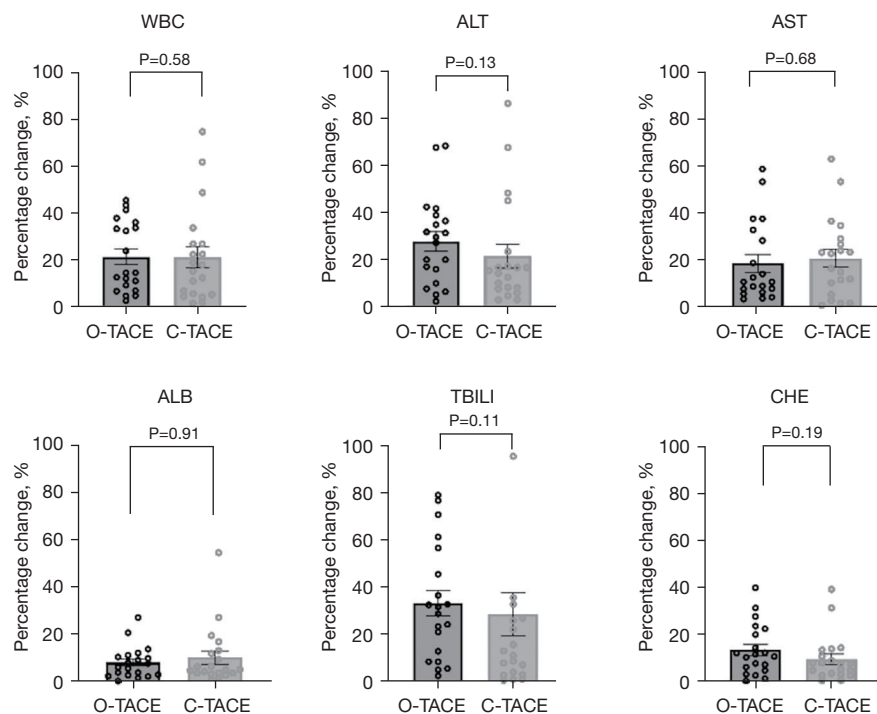 WBC
P=0.58
Percentage change, %
100
80
60
40
20
0
O-TACE C-TACE
ALT
P=0.13
Percentage change, %
100
80
60
40
20
0
O-TACE C-TACE
AST
P=0.68
Percentage change, %
100
80
60
40
20
0
O-TACE C-TACE
ALB
P=0.91
Percentage change, %
100
80
60
40
20
0
O-TACE C-TACE
TBILI
P=0.11
Percentage change, %
100
80
60
40
20
0
O-TACE C-TACE
CHE
P=0.19
Percentage change, %
100
80
60
40
20
0
O-TACE C-TACE